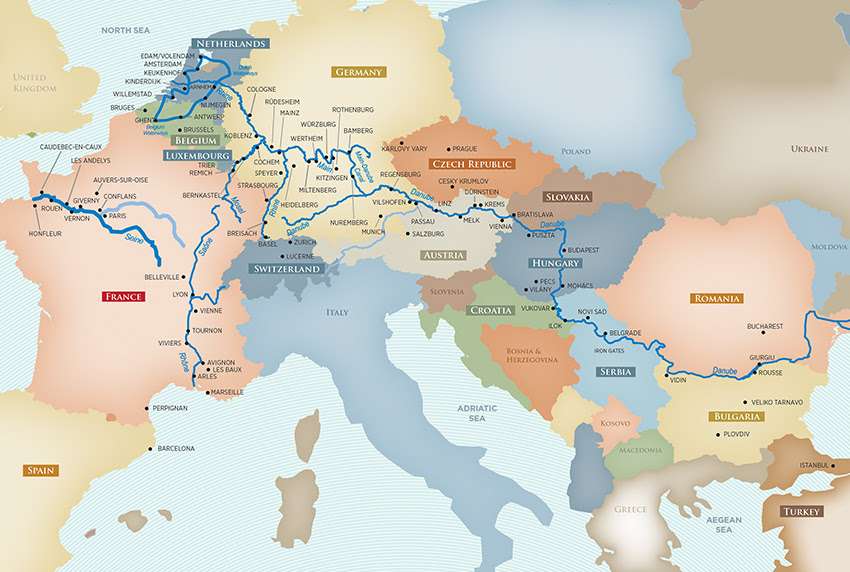 NORTH SEA
NETHERLANDS
EDAM/VOLENDAM
AMSTERDAM
KEUKENHOF
KINDERDIJK
Dutch
Waterways
UNITED
KINGDOM
WILLEMSTAD
ARNHEM
Rhine
NIJMEGEN
BRUGES
GHENT
ANTWERP
Belgium
Waterways
BRUSSELS
BELGIUM
LUXEMBOURG
GERMANY
COLOGNE
RÜDESHEIM
MAINZ
WÜRZBURG
WERTHEIM
ROTHENBURG
BAMBERG
KOBLENZ
COCHEM
SPEYER
Main
Main-Danube
Canal
KITZINGEN
MILTENBERG
HEIDELBERG
TRIER
REMICH
BERNKASTEL
Mosel
STRASBOURG
Rhine
BREISACH
BASEL
Danube
NUREMBERG
MUNICH
REGENSBURG
VILSHOFEN
Danube
PASSAU
SALZBURG
LINZ
KARLOVY VARY
PRAGUE
CZECH REPUBLIC
CESKY KRUMLOV
DÜRNSTEIN
KREMS
MELK
VIENNA
POLAND
UKRAINE
SLOVAKIA
BRATISLAVA
PUSZTA
Danube
BUDAPEST
HUNGARY
PECS
VILÁNY
MOHÁCS
AUSTRIA
MOLDOVA
ROMANIA
BUCHAREST
CAUDEBEC-EN-CAUX
LES ANDELYS
AUVERS-SUR-OISE
CONFLANS
GIVERNY
ROUEN
VERNON
PARIS
HONFLEUR
Seine
Saône
BELLEVILLE
FRANCE
LYON
VIENNE
TOURNON
VIVIERS
Rhône
AVIGNON
LES BAUX
ARLES
MARSEILLE
PERPIGNAN
BARCELONA
SPAIN
ZURICH
LUCERNE
SWITZERLAND
ITALY
SLOVENIA
CROATIA
VUKOVAR
ILOK
NOVI SAD
BELGRADE
IRON GATES
BOSNIA &
HERZEGOVINA
SERBIA
VIDIN
Danube
GIURGIU
ROUSSE
VELIKO TARNAVO
BULGARIA
PLOVDIV
ADRIATIC
SEA
KOSOVO
MACEDONIA
GREECE
AEGEAN
SEA
ISTANBUL
TURKEY